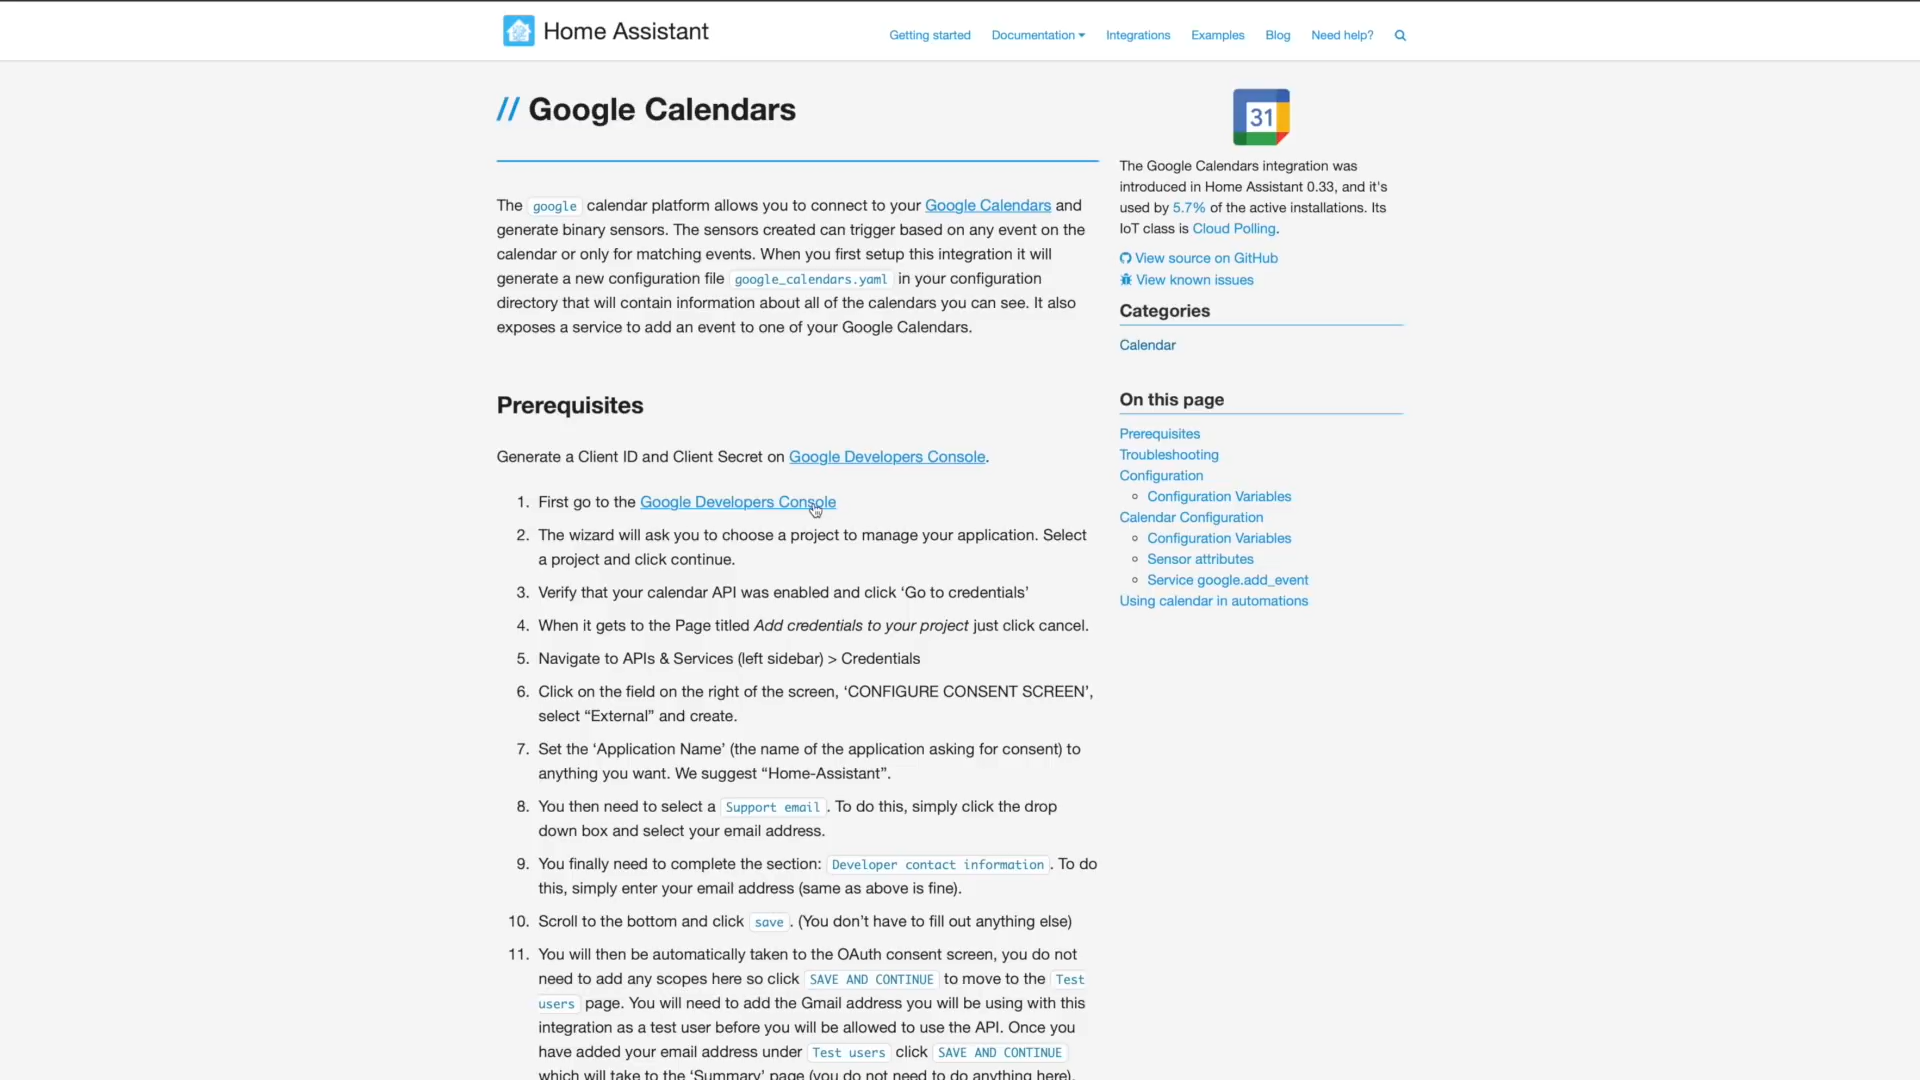 Home Assistant
Getting started
Documentation
Integrations
Examples
Blog
Need help?
// Google Calendars
The google calendar platform allows you to connect to your Google Calendars and
generate binary sensors. The sensors created can trigger based on any event on the
calendar or only for matching events. When you first setup this integration it will
generate a new configuration file google_calendars.yaml in your configuration
directory that will contain information about all of the calendars you can see. It also
exposes a service to add an event to one of your Google Calendars.
Prerequisites
Generate a Client ID and Client Secret on Google Developers Console.
1. First go to the Google Developers Console
2. The wizard will ask you to choose a project to manage your application. Select
a project and click continue.
3. Verify that your calendar API was enabled and click ‘Go to credentials’
4. When it gets to the Page titled Add credentials to your project just click cancel.
5. Navigate to APIs & Services (left sidebar) > Credentials
6. Click on the field on the right of the screen, ‘CONFIGURE CONSENT SCREEN’,
select “External” and create.
7. Set the ‘Application Name’ (the name of the application asking for consent) to
anything you want. We suggest “Home-Assistant”.
8. You then need to select a Support email. To do this, simply click the drop
down box and select your email address.
9. You finally need to complete the section: Developer contact information. To do
this, simply enter your email address (same as above is fine).
10. Scroll to the bottom and click save. (You don’t have to fill out anything else)
11. You will then be automatically taken to the OAuth consent screen, you do not
need to add any scopes here so click SAVE AND CONTINUE to move to the Test
users page. You will need to add the Gmail address you will be using with this
integration as a test user before you will be allowed to use the API. Once you
have added your email address under Test users click SAVE AND CONTINUE
which will take to the ‘Summary’ page (you do not need to do anything here).
31
The Google Calendars integration was
introduced in Home Assistant 0.33, and it's
used by 5.7% of the active installations. Its
IoT class is Cloud Polling.
View source on GitHub
View known issues
Categories
Calendar
On this page
Prerequisites
Troubleshooting
Configuration
Configuration Variables
Calendar Configuration
Configuration Variables
Sensor attributes
Service google.add_event
Using calendar in automations